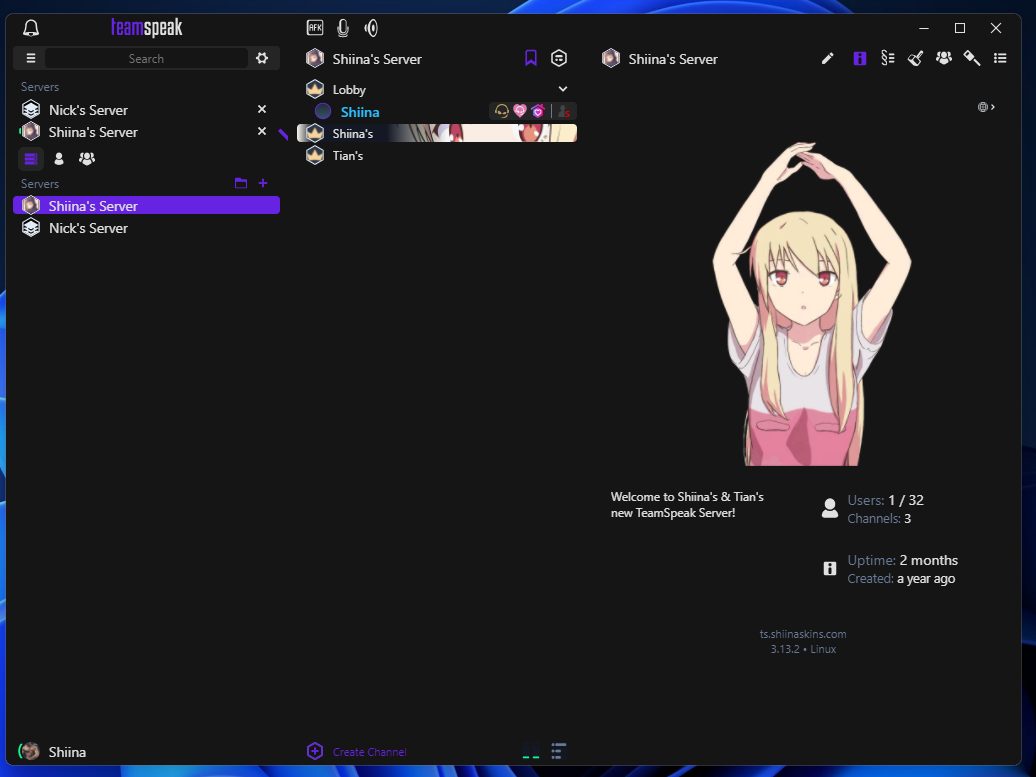 teamspeak
AFK
Search
Shiina's Server
Shiina's Server
Servers
Nick's Server
Shiina's Server
Servers
Shiina's Server
Nick's Server
Lobby
Shiina
Shiina's
Tian's
Welcome to Shiina's & Tian's
new TeamSpeak Server!
Users: 1 / 32
Channels: 3
Uptime: 2 months
Created: a year ago
ts.shiinaskins.com
3.13.2 • Linux
Shiina
Create Channel